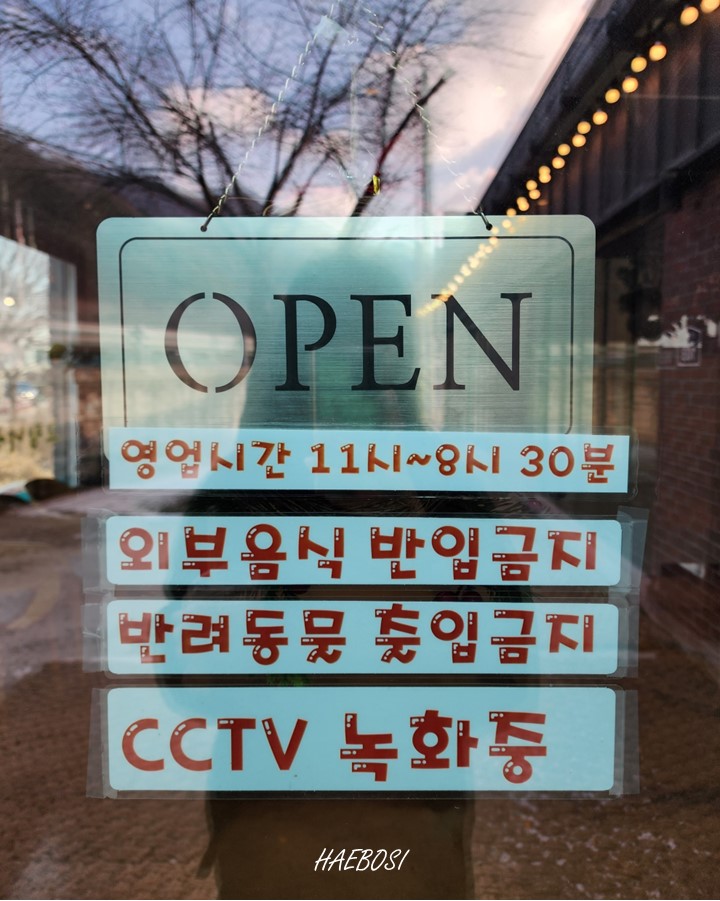 OPEN
영업시간 11시~8시 30분
외부음식 반입금지
반려동물 출입금지
CCTV 녹화중
HAEBOSI